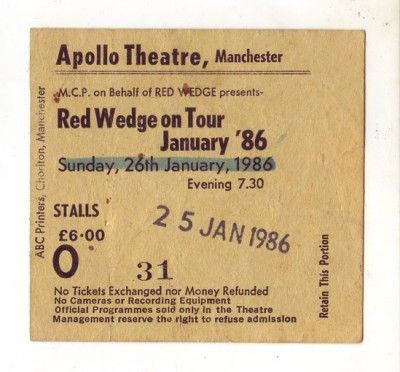 Apollo Theatre, Manchester
M.C.P. on Behalf of RED WEDGE presents-
Red Wedge on Tour
January '86
Sunday, 26th January, 1986
Evening 7.30
STALLS
£6.00
25 JAN 1986
O 31
No Tickets Exchanged nor Money Refunded
No Cameras or Recording Equipment
Official Programmes sold only in the Theatre
Management reserve the right to refuse admission
ABC Printers, Chorlton, Manchester
Retain This Portion